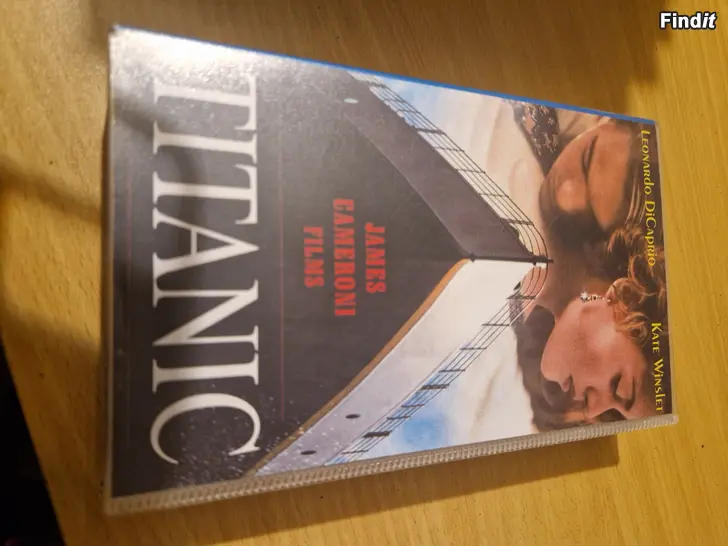 Findit
LEONARDO DICAPRIO
KATE WINSLET
JAMES
CAMERONI
FILMS
TITANIC